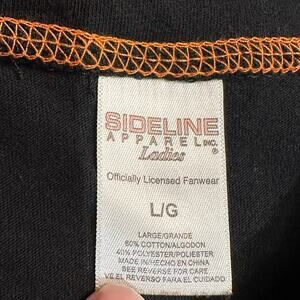 SIDELINE
APPAREL INC.
®
Ladies
Officially Licensed Fanwear
L/G
LARGE/GRANDE
60% COTTON/ALGODON
40% POLYESTER/POLIESTER
MADE IN/HECHO EN CHINA
SEE REVERSE FOR CARE
VE EL REVERSO PARA EL CUIDADO